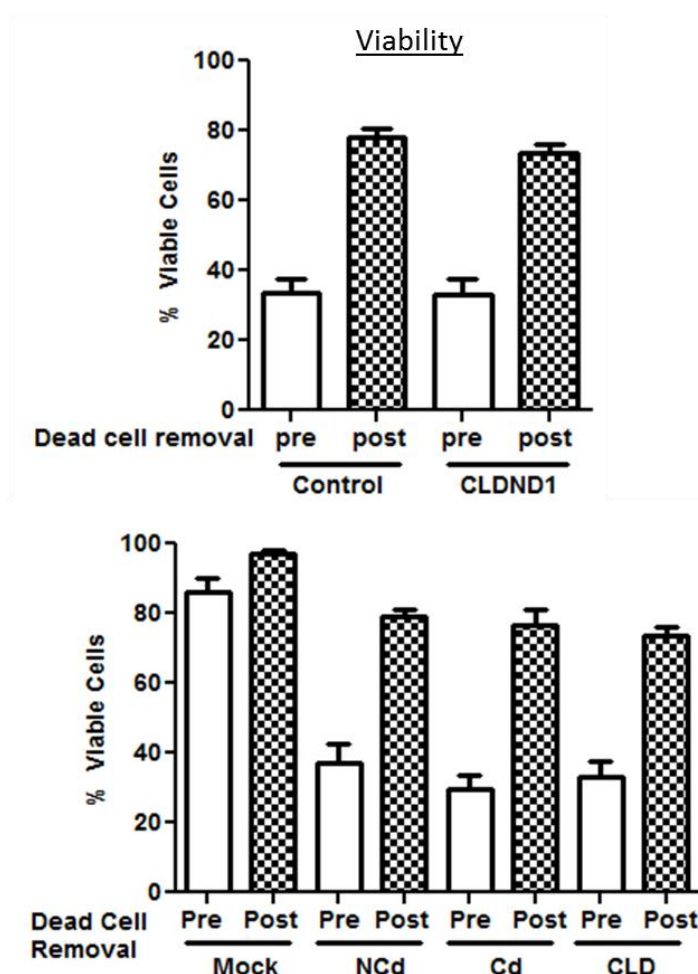 Viability
100
80
60
40
20
0
% Viable Cells
Dead cell removal pre post pre post
Control CLDND1
100
80
60
40
20
0
% Viable Cells
Dead Cell Pre Post Pre Post Pre Post Pre Post
Removal
Mock NCd Cd CLD